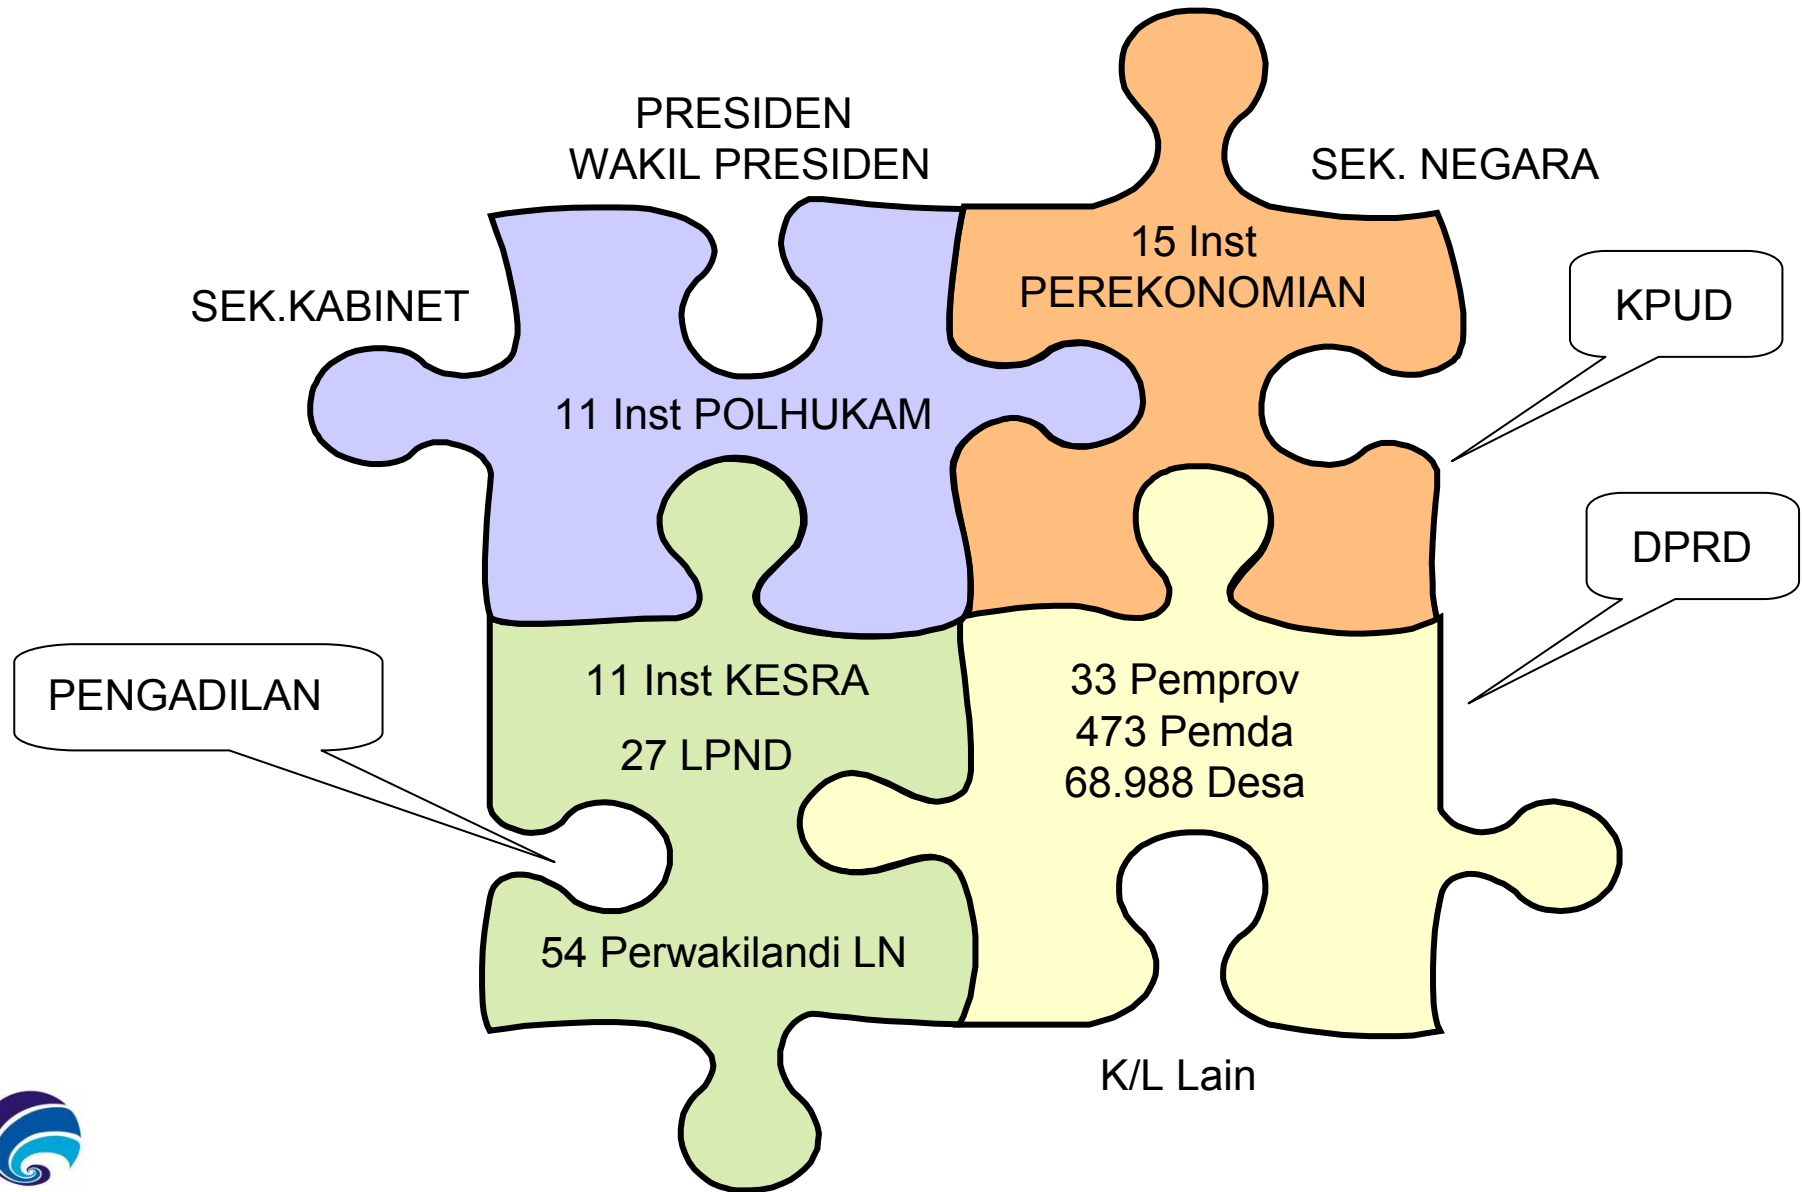 PRESIDEN
WAKIL PRESIDEN
SEK. NEGARA
SEK.KABINET
15 Inst
PEREKONOMIAN
KPUD
11 Inst POLHUKAM
DPRD
PENGADILAN
11 Inst KESRA
27 LPND
33 Pemprov
473 Pemda
68.988 Desa
54 Perwakilandi LN
K/L Lain